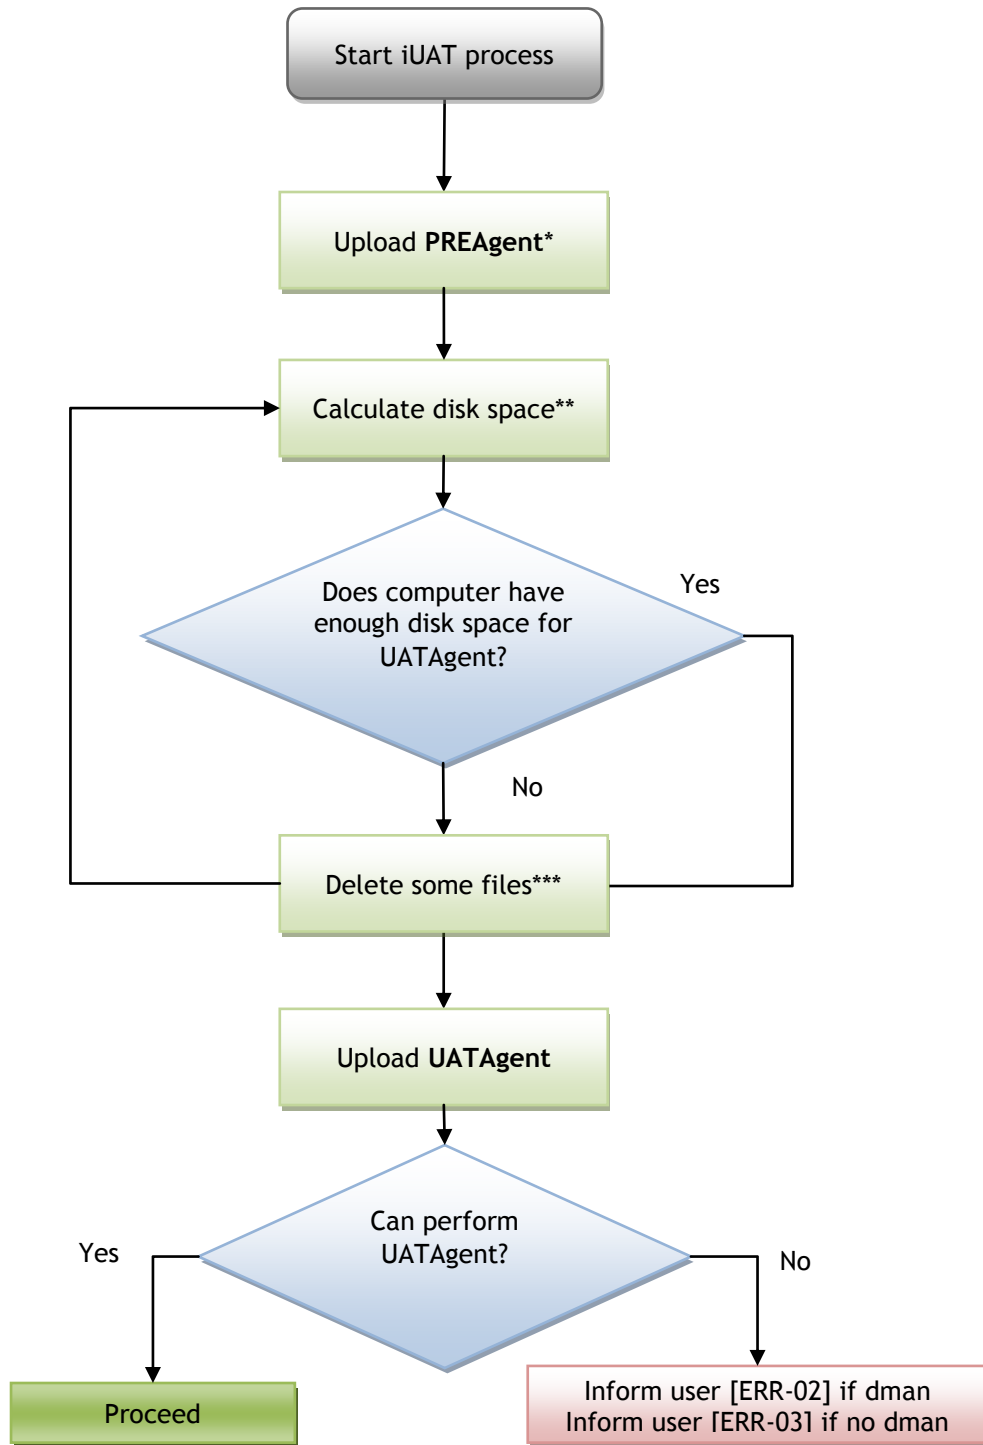 Start iUAT process
Upload PREAgent*
Calculate disk space**
Does computer have
enough disk space for
UATAgent?
Yes
No
Delete some files***
Upload UATAgent
Can perform
UATAgent?
Yes
No
Proceed
Inform user [ERR-02] if dman
Inform user [ERR-03] if no dman